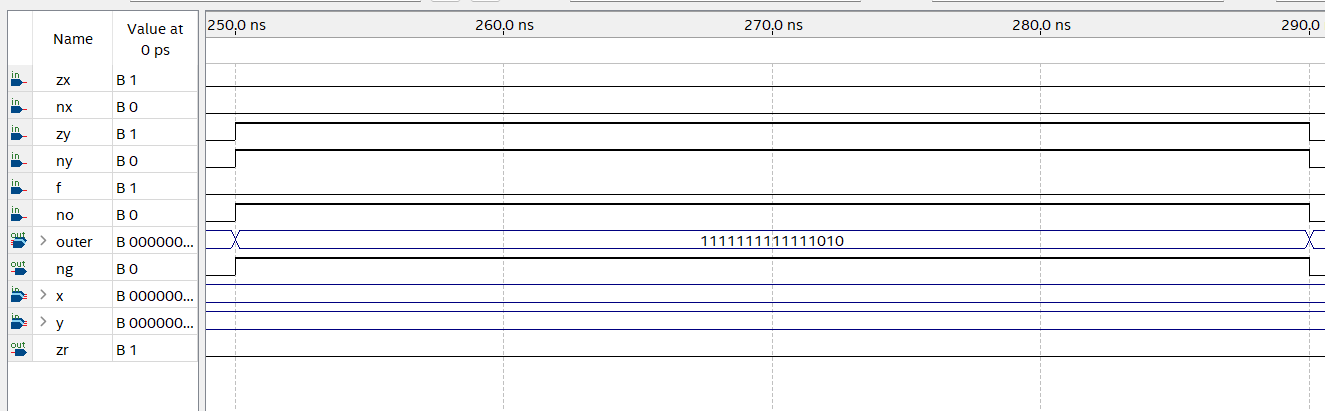 250.0 ns 260.0 ns 270.0 ns 280.0 ns 290.0
Name Value at
0 ps
in zx B 1
in nx B 0
in zy B 1
in ny B 0
in f B 1
in no B 0
out > outer B 000000... 1111111111111010
out ng B 0
in > x B 000000...
in > y B 000000...
out zr B 1